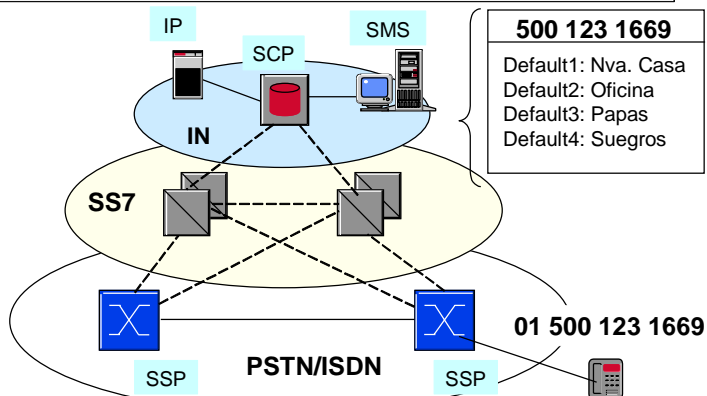 IP
SCP
SMS
IN
500 123 1669
Default1: Nva. Casa
Default2: Oficina
Default3: Papas
Default4: Suegros
SS7
01 500 123 1669
PSTN/ISDN
SSP
SSP